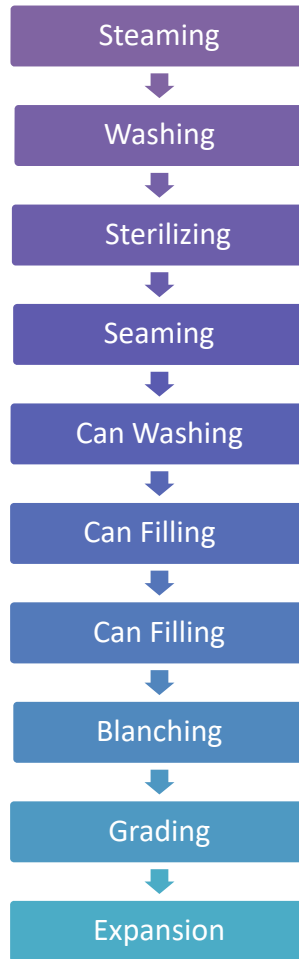 Steaming
Washing
Sterilizing
Seaming
Can Washing
Can Filling
Can Filling
Blanching
Grading
Expansion